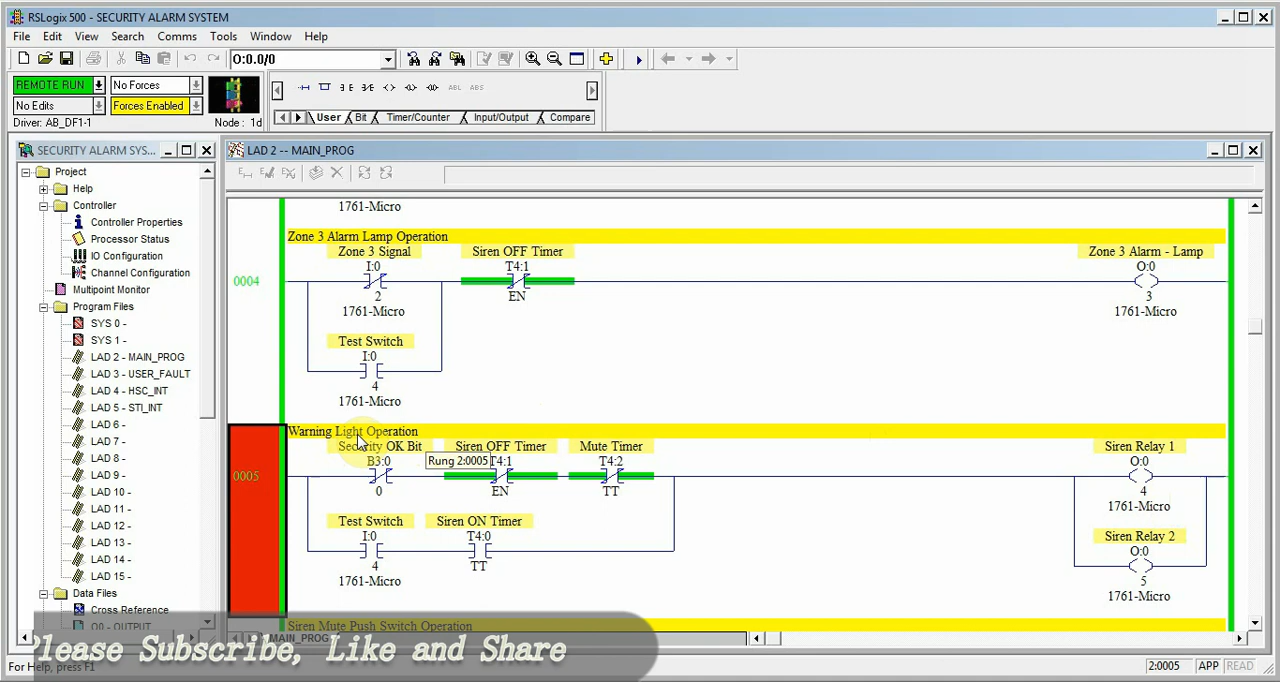 RSLogix 500 - SECURITY ALARM SYSTEM
File Edit View Search Comms Tools Window Help
O:0.0/0
REMOTE RUN No Forces
No Edits Forces Enabled
Driver: AB_DF1-1 Node : 1d
ABL ABS
User Bit Timer/Counter Input/Output Compare
SECURITY ALARM SYS...
LAD 2 -- MAIN_PROG
Project
Help
Controller
Controller Properties
Processor Status
IO Configuration
Channel Configuration
Multipoint Monitor
Program Files
SYS 0 -
SYS 1 -
LAD 2 - MAIN_PROG
LAD 3 - USER_FAULT
LAD 4 - HSC_INT
LAD 5 - STI_INT
LAD 6 -
LAD 7 -
LAD 8 -
LAD 9 -
LAD 10 -
LAD 11 -
LAD 12 -
LAD 13 -
LAD 14 -
LAD 15 -
Data Files
Cross Reference
O0 - OUTPUT
1761-Micro 1761-Micro
Zone 3 Alarm Lamp Operation
Zone 3 Signal Siren OFF Timer Zone 3 Alarm - Lamp
I:0 T4:1 O:0
0004
2 EN 3
1761-Micro 1761-Micro
Test Switch
I:0
4
1761-Micro
Warning Light Operation
Security OK Bit Siren OFF Timer Mute Timer Siren Relay 1
B3:0 Rung 2:0005 T4:1 T4:2 O:0
0005
0 EN TT 4
1761-Micro
Test Switch Siren ON Timer Siren Relay 2
I:0 T4:0 O:0
4 TT 5
1761-Micro 1761-Micro
Siren Mute Push Switch Operation
MAIN_PROG
Please Subscribe, Like and Share
For Help, press F1 2:0005 APP READ